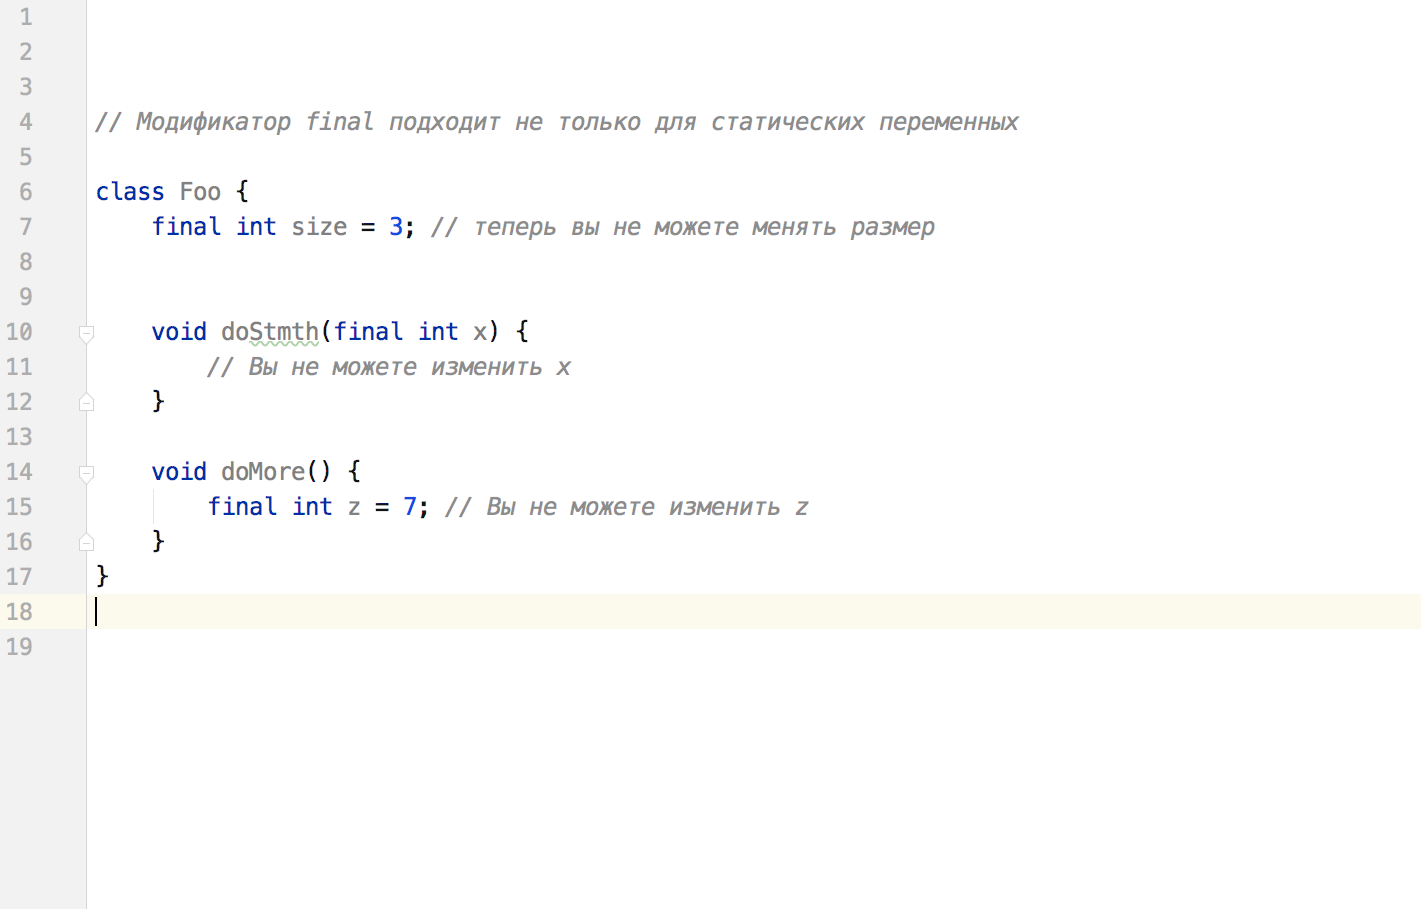 1
2
3
4 // Модификатор final подходит не только для статических переменных
5
6 class Foo {
7 final int size = 3; // теперь вы не можете менять размер
8
9
10 void doStmth(final int x) {
11 // Вы не можете изменить x
12 }
13
14 void doMore() {
15 final int z = 7; // Вы не можете изменить z
16 }
17 }
18
19